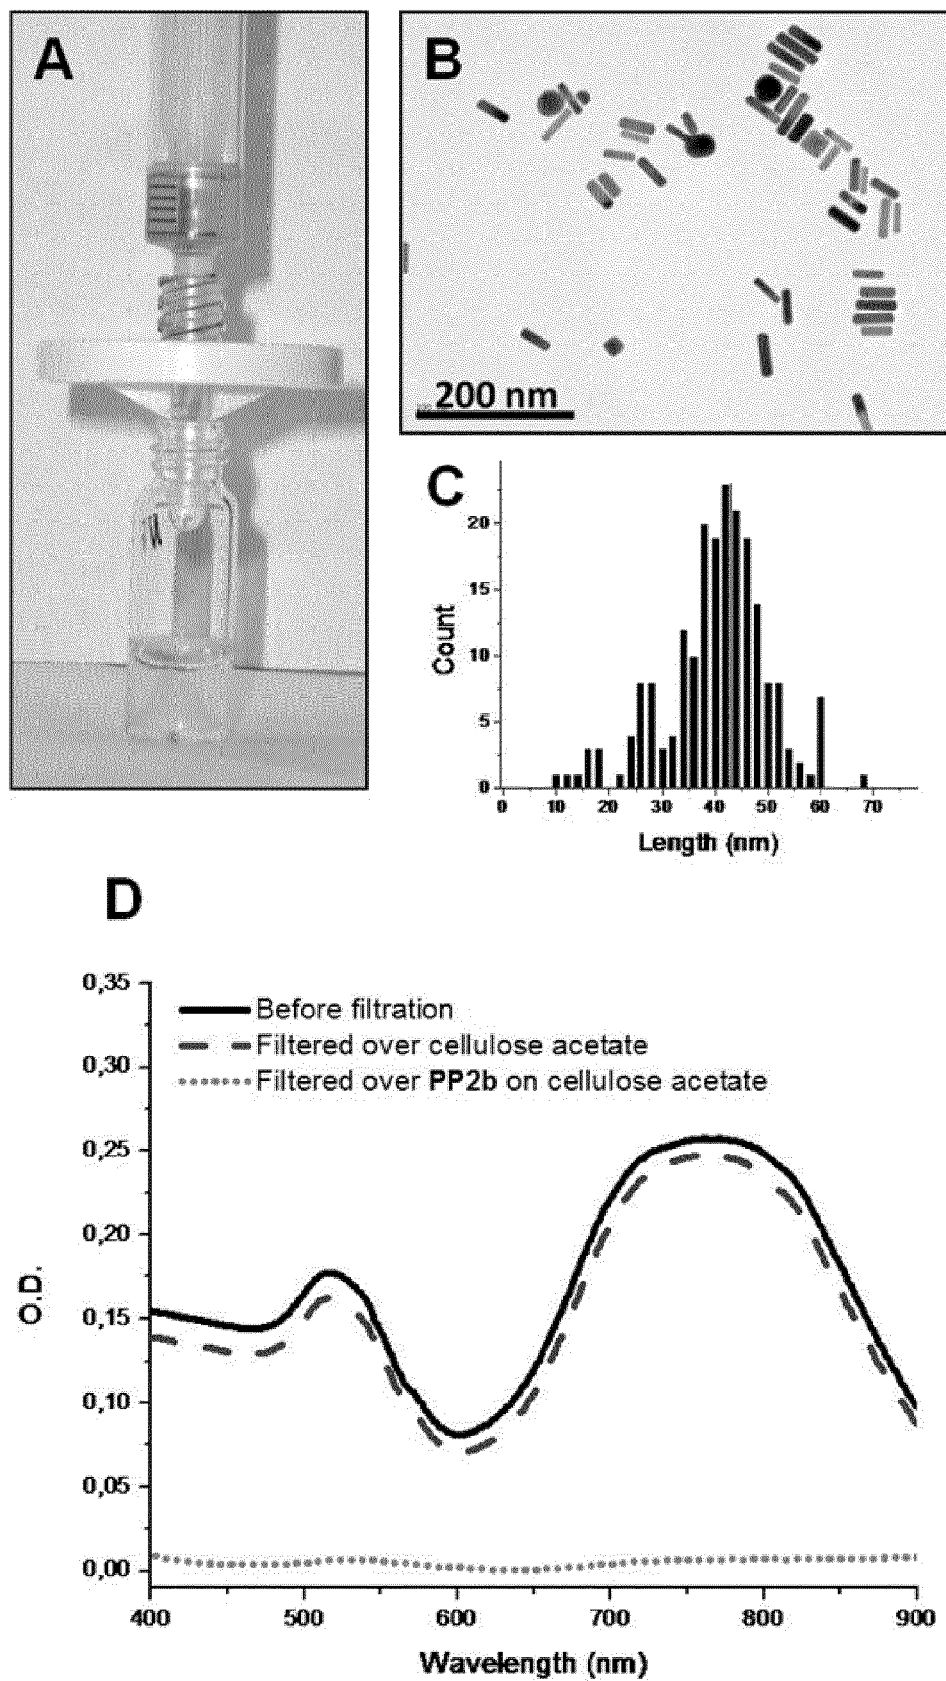 A
B
200 nm
C
20
15
10
5
0
Count
0 10 20 30 40 50 60 70
Length (nm)
D
0,35
0,30
0,25
0,20
0,15
0,10
0,05
0,00
O.D.
Before filtration
Filtered over cellulose acetate
Filtered over PP2b on cellulose acetate
400 500 600 700 800 900
Wavelength (nm)